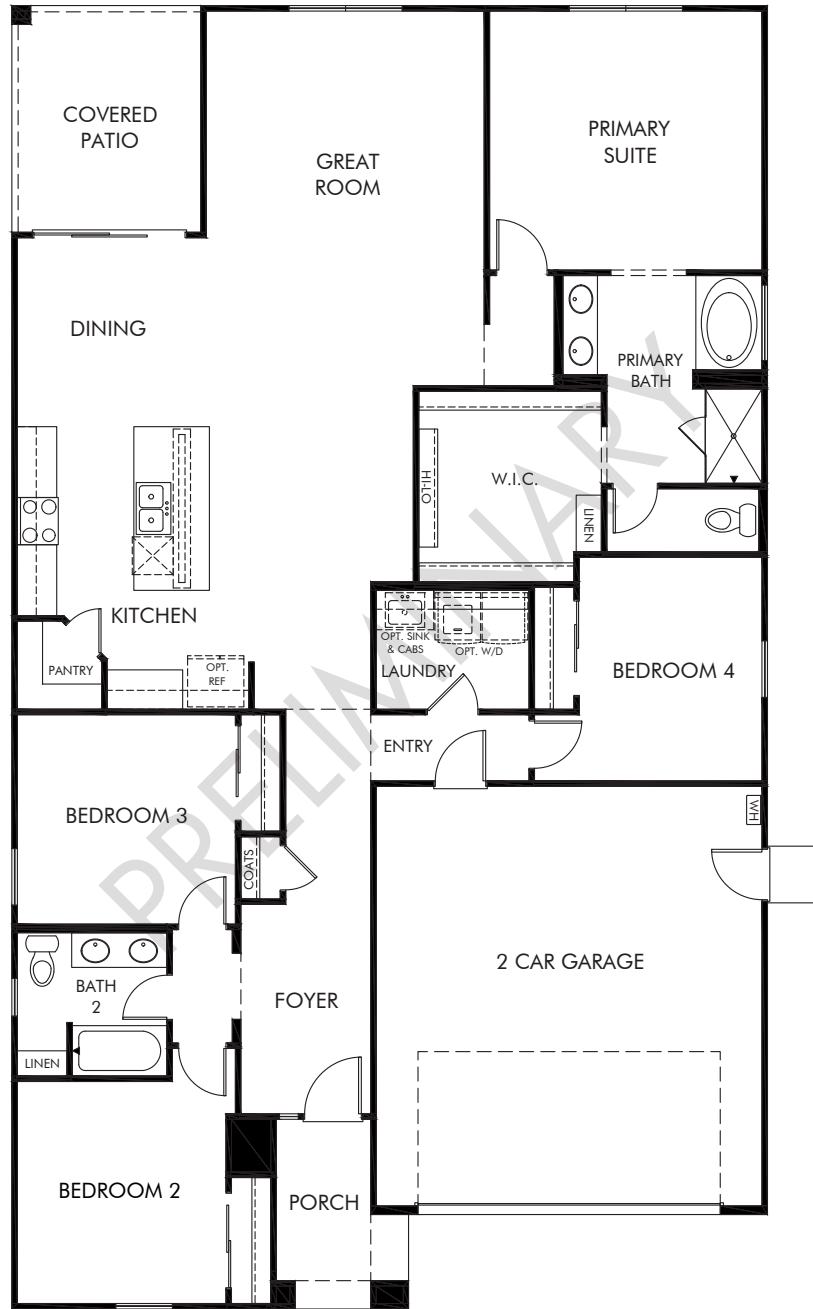 COVERED
PATIO
GREAT
ROOM
PRIMARY
SUITE
DINING
PRIMARY
BATH
W.I.C.
HI-LO
LINEN
KITCHEN
PANTRY
OPT.
REF
OPT. SINK
& CABS
OPT. W/D
LAUNDRY
BEDROOM 4
ENTRY
BEDROOM 3
COATS
WH
2 CAR GARAGE
BATH
2
FOYER
LINEN
BEDROOM 2
PORCH
PRELIMINARY